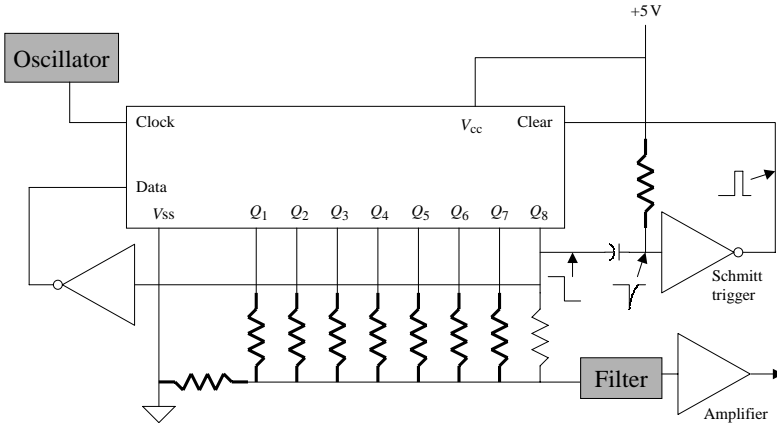 +5 V
Oscillator
Clock
Vcc
Clear
Data
Vss
Q1
Q2
Q3
Q4
Q5
Q6
Q7
Q8
Schmitt
trigger
Filter
Amplifier